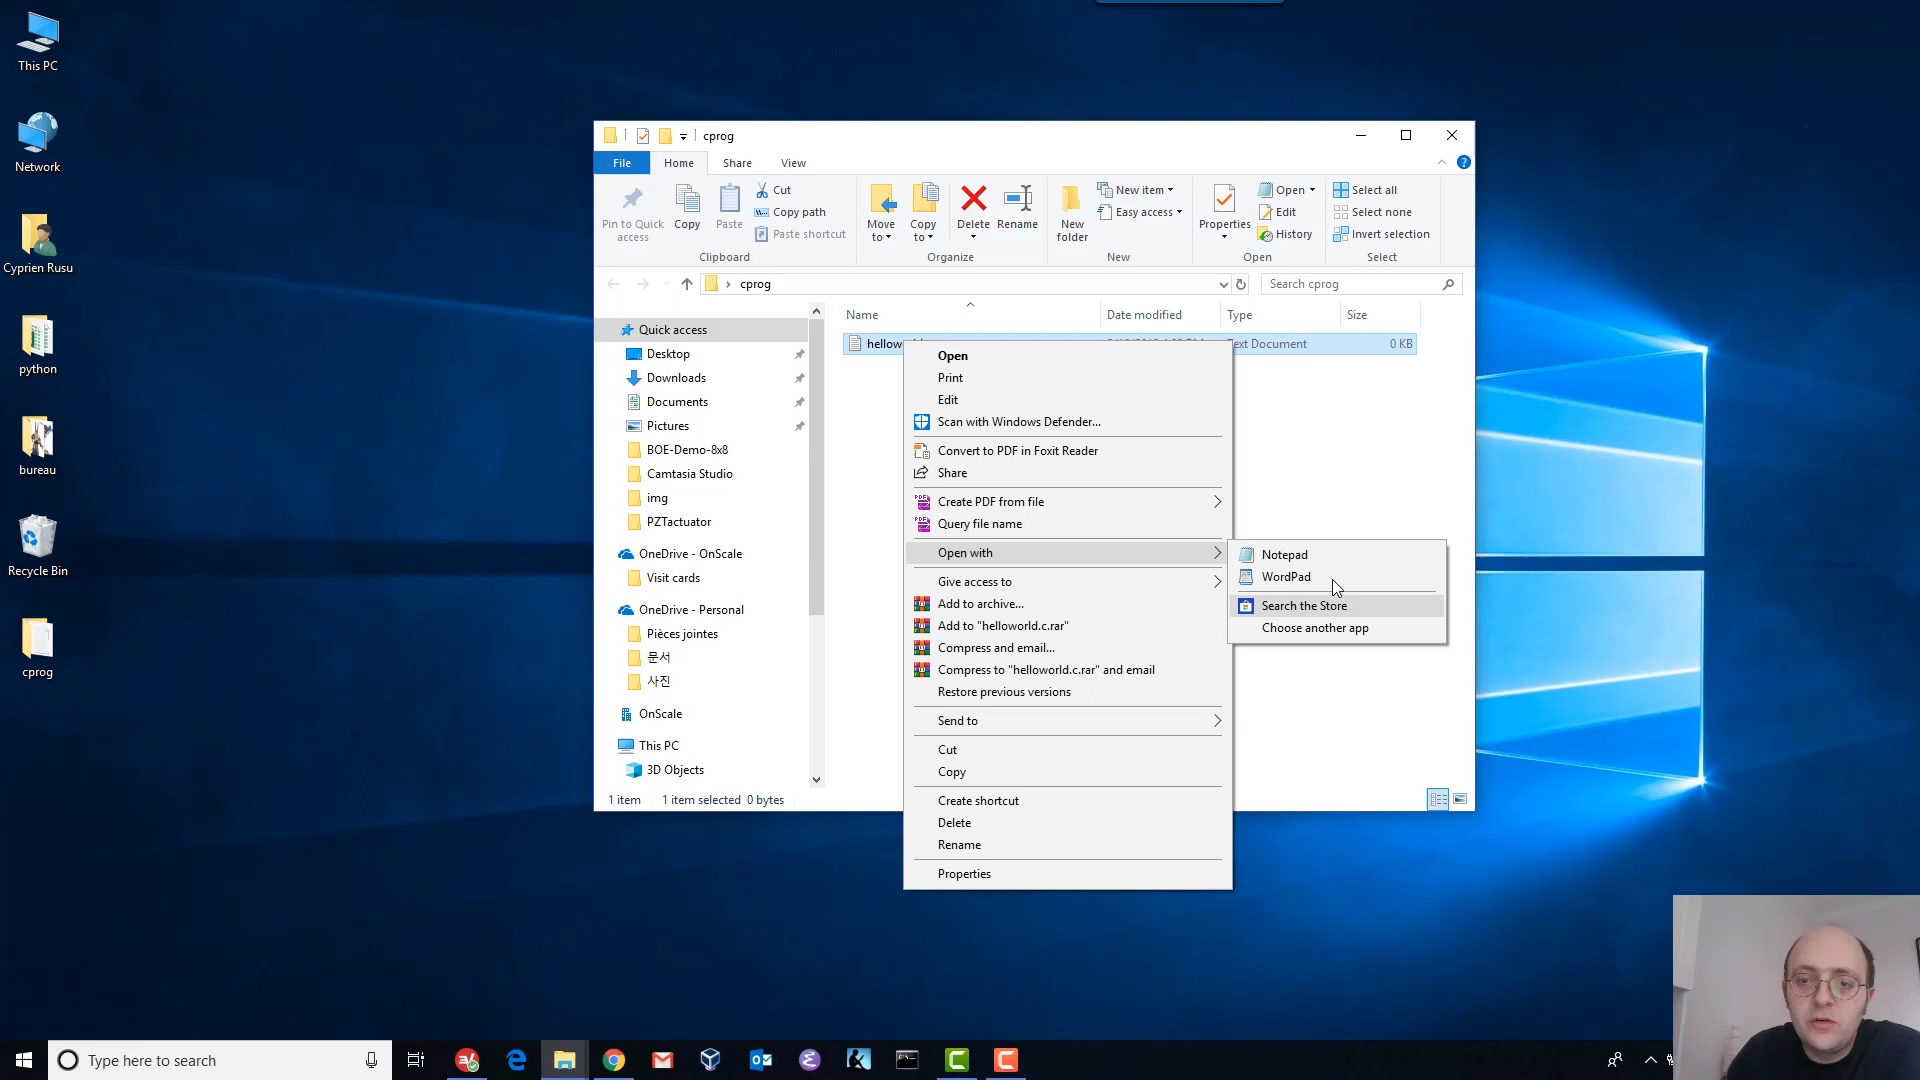 This PC
Network
Cyprien Rusu
python
bureau
Recycle Bin
cprog
cprog
File
Home
Share
View
Pin to Quick access
Copy
Paste
Cut
Copy path
Paste shortcut
Clipboard
Move to
Copy to
Delete
Rename
Organize
New folder
New item
Easy access
New
Properties
Open
Edit
History
Open
Select all
Select none
Invert selection
Select
cprog
Search cprog
Name
Date modified
Type
Size
Text Document
0 KB
Quick access
Desktop
Downloads
Documents
Pictures
BOE-Demo-8x8
Camtasia Studio
img
PZTactuator
OneDrive - OnScale
Visit cards
OneDrive - Personal
Pièces jointes
문서
사진
OnScale
This PC
3D Objects
1 item
1 item selected 0 bytes
Open
Print
Edit
Scan with Windows Defender...
Convert to PDF in Foxit Reader
Share
Create PDF from file
Query file name
Open with
Give access to
Add to archive...
Add to "helloworld.c.rar"
Compress and email...
Compress to "helloworld.c.rar" and email
Restore previous versions
Send to
Cut
Copy
Create shortcut
Delete
Rename
Properties
Notepad
WordPad
Search the Store
Choose another app
Type here to search